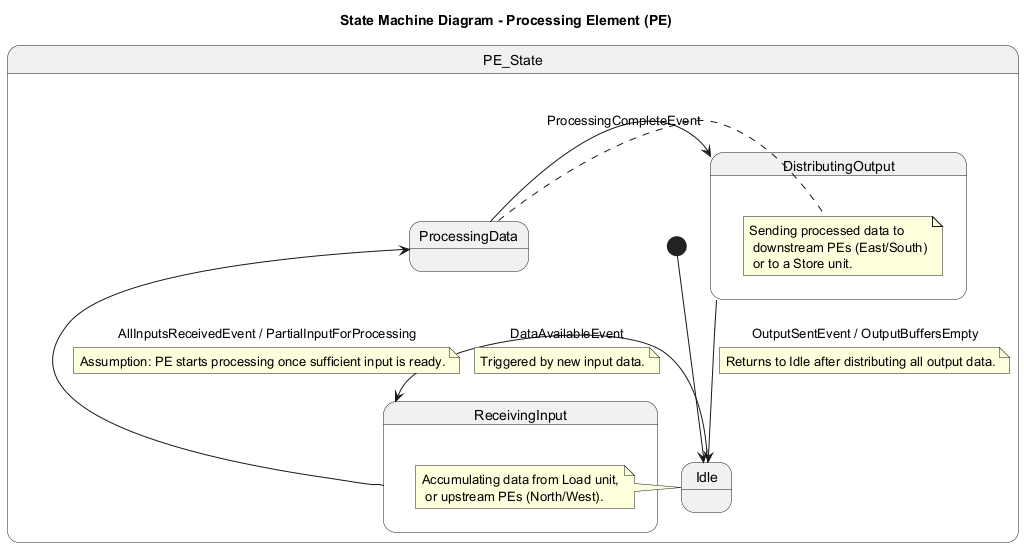 State Machine Diagram - Processing Element (PE)
PE_State
ProcessingCompleteEvent
DistributingOutput
Sending processed data to
downstream PEs (East/South)
or to a Store unit.
ProcessingData
AllInputsReceivedEvent / PartialInputForProcessing
Assumption: PE starts processing once sufficient input is ready.
DataAvailableEvent
Triggered by new input data.
OutputSentEvent / OutputBuffersEmpty
Returns to Idle after distributing all output data.
ReceivingInput
Accumulating data from Load unit,
or upstream PEs (North/West).
Idle